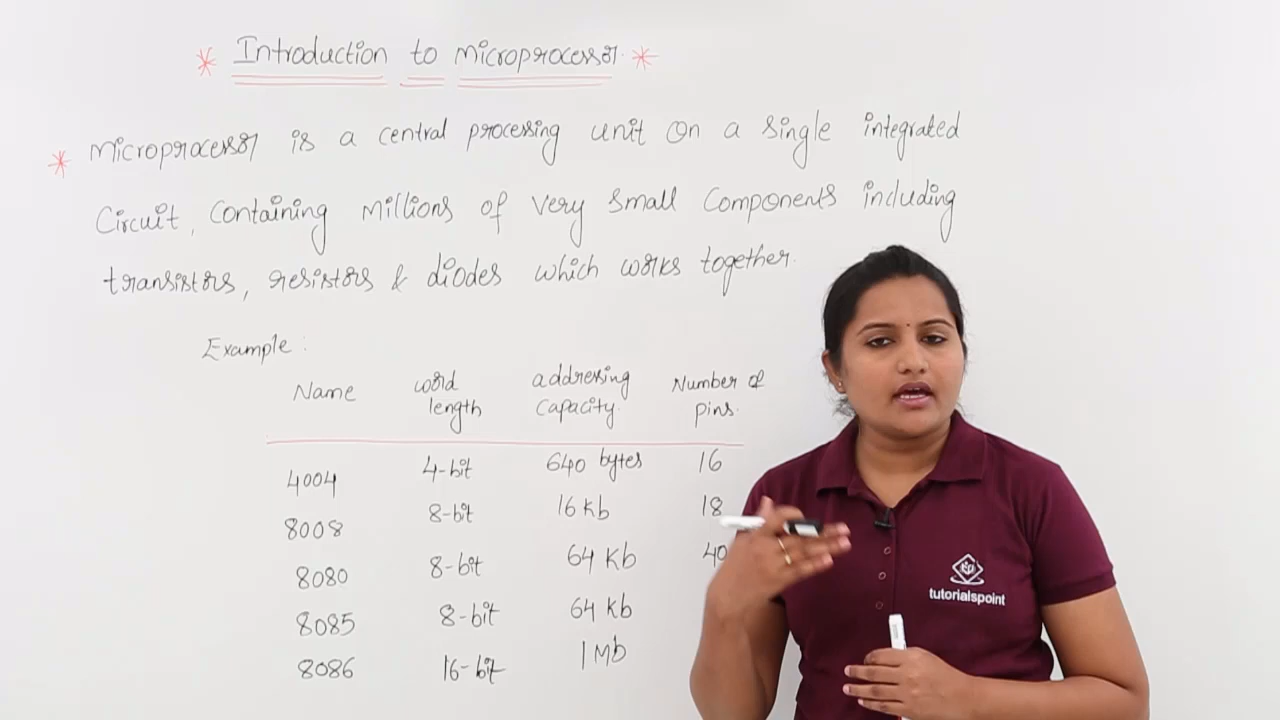 * Introduction to Microprocessor. *
* Microprocessor is a central processing unit on a single integrated
Circuit, containing millions of very small components including
transistors, resistors & diodes which works together.
Example :
Name word length addressing capacity. Number of pins.
4004 4-bit 640 bytes 16
8008 8-bit 16 kb 18
8080 8-bit 64 kb 40
8085 8-bit 64 kb
8086 16-bit 1 Mb
tutorialspoint